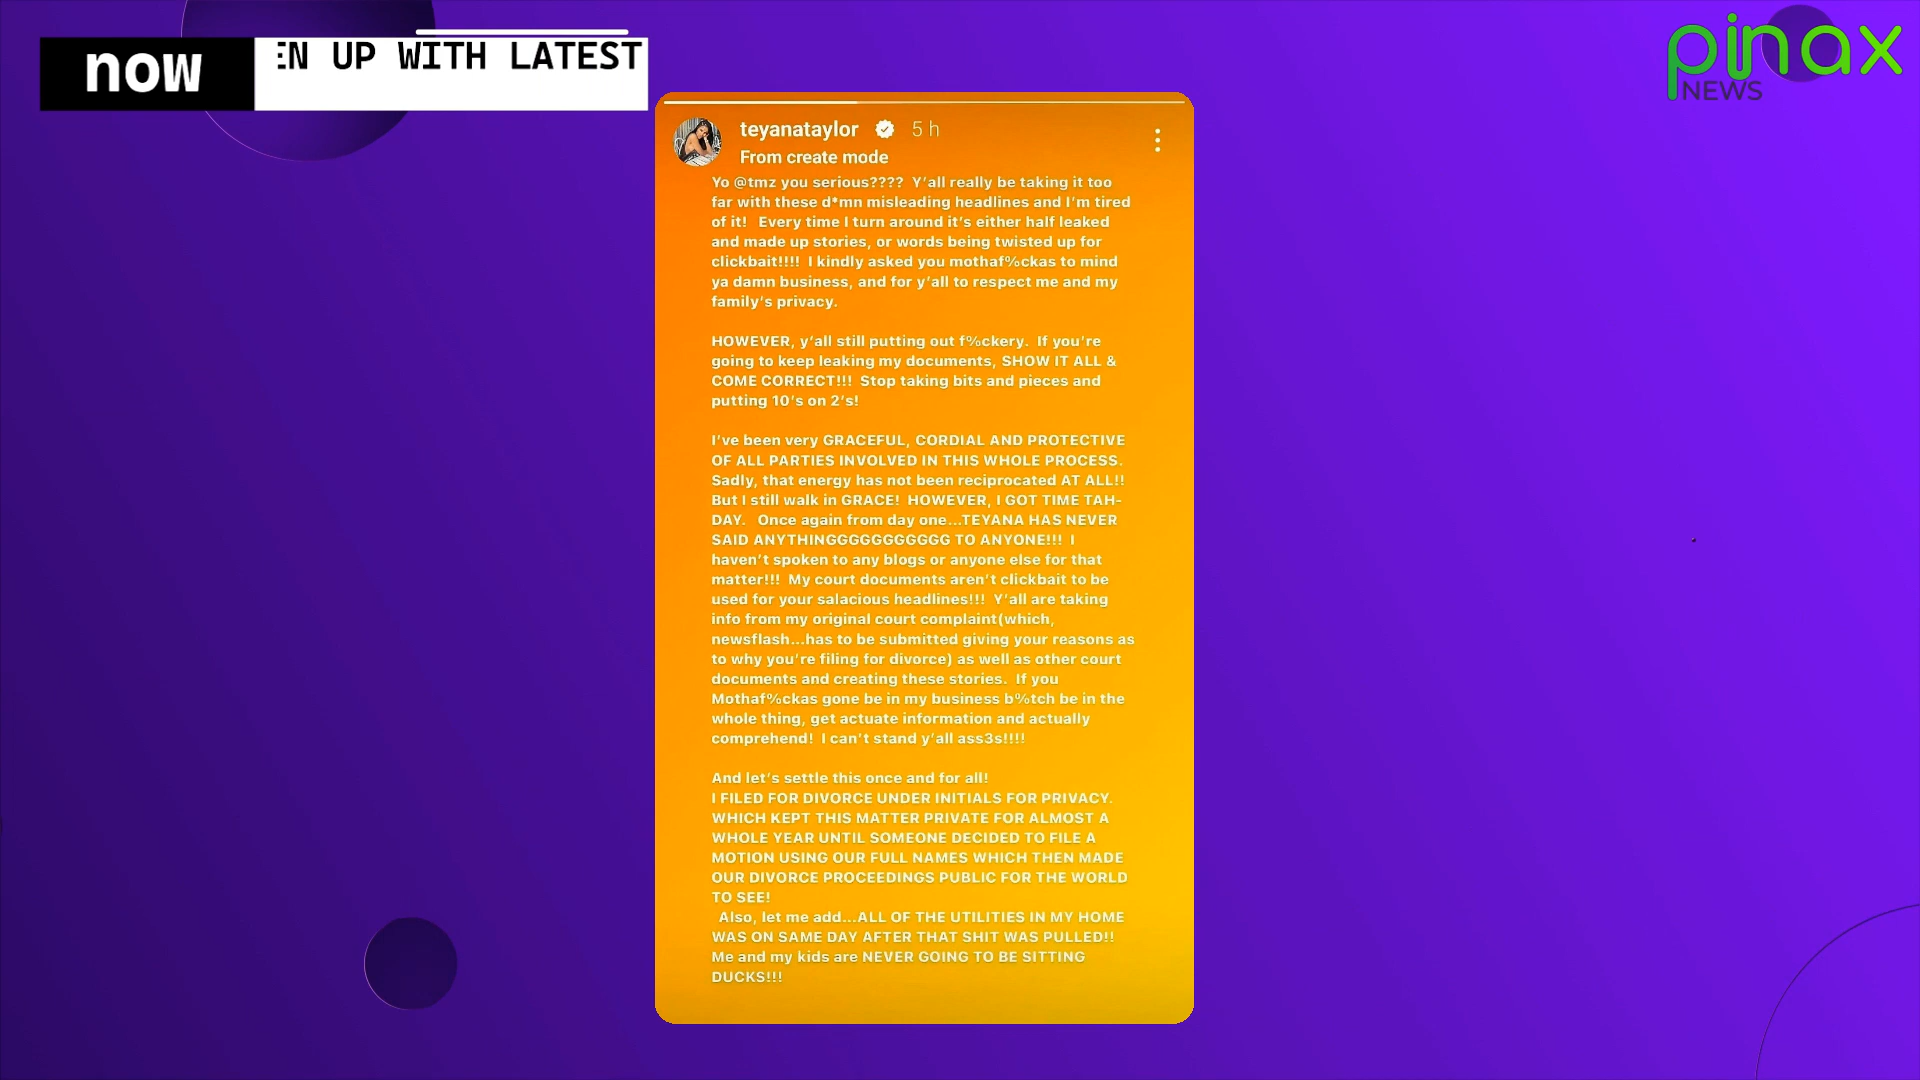 now
EN UP WITH LATEST
pinax
NEWS
teyanataylor 5 h
From create mode
Yo @tmz you serious????  Y'all really be taking it too
far with these d*mn misleading headlines and I'm tired
of it!   Every time I turn around it's either half leaked
and made up stories, or words being twisted up for
clickbait!!!!  I kindly asked you mothaf%ckas to mind
ya damn business, and for y'all to respect me and my
family's privacy.
HOWEVER, y'all still putting out f%ckery.  If you're
going to keep leaking my documents, SHOW IT ALL &
COME CORRECT!!!  Stop taking bits and pieces and
putting 10's on 2's!
I've been very GRACEFUL, CORDIAL AND PROTECTIVE
OF ALL PARTIES INVOLVED IN THIS WHOLE PROCESS.
Sadly, that energy has not been reciprocated AT ALL!!
But I still walk in GRACE!  HOWEVER, I GOT TIME TAH-
DAY.   Once again from day one...TEYANA HAS NEVER
SAID ANYTHINGGGGGGGGGGG TO ANYONE!!!  I
haven't spoken to any blogs or anyone else for that
matter!!!  My court documents aren't clickbait to be
used for your salacious headlines!!!  Y'all are taking
info from my original court complaint(which,
newsflash...has to be submitted giving your reasons as
to why you're filing for divorce) as well as other court
documents and creating these stories.  If you
Mothaf%ckas gone be in my business b%tch be in the
whole thing, get actuate information and actually
comprehend!  I can't stand y'all ass3s!!!!
And let's settle this once and for all!
I FILED FOR DIVORCE UNDER INITIALS FOR PRIVACY.
WHICH KEPT THIS MATTER PRIVATE FOR ALMOST A
WHOLE YEAR UNTIL SOMEONE DECIDED TO FILE A
MOTION USING OUR FULL NAMES WHICH THEN MADE
OUR DIVORCE PROCEEDINGS PUBLIC FOR THE WORLD
TO SEE!
Also, let me add...ALL OF THE UTILITIES IN MY HOME
WAS ON SAME DAY AFTER THAT SHIT WAS PULLED!!
Me and my kids are NEVER GOING TO BE SITTING
DUCKS!!!